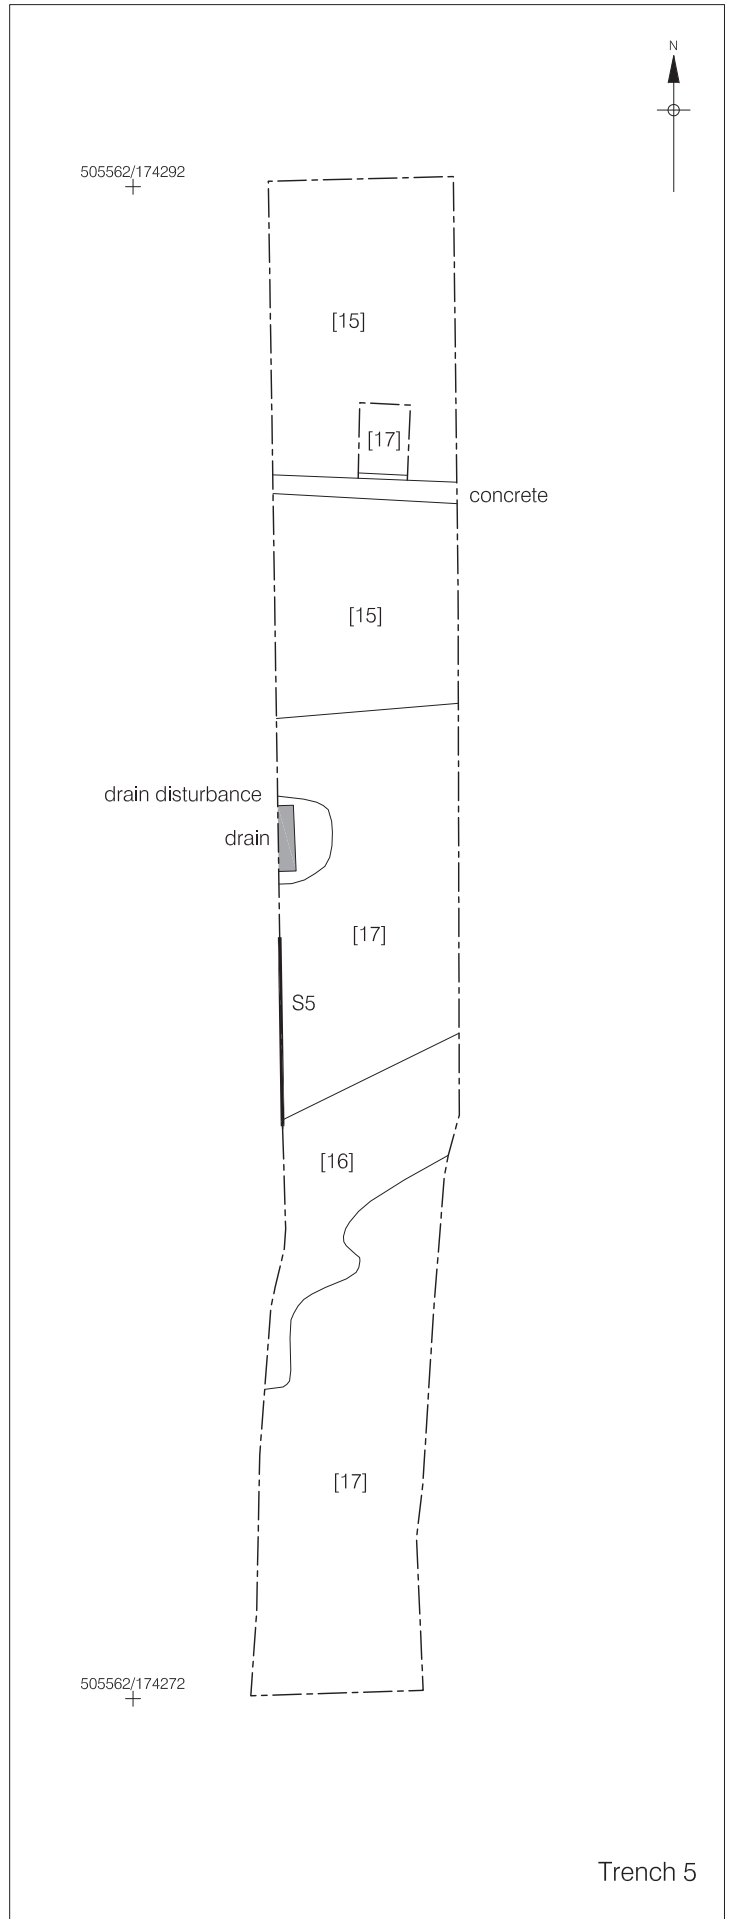 N
505562/174292
[15]
[17]
concrete
[15]
drain disturbance
drain
[17]
S5
[16]
[17]
505562/174272
Trench 5